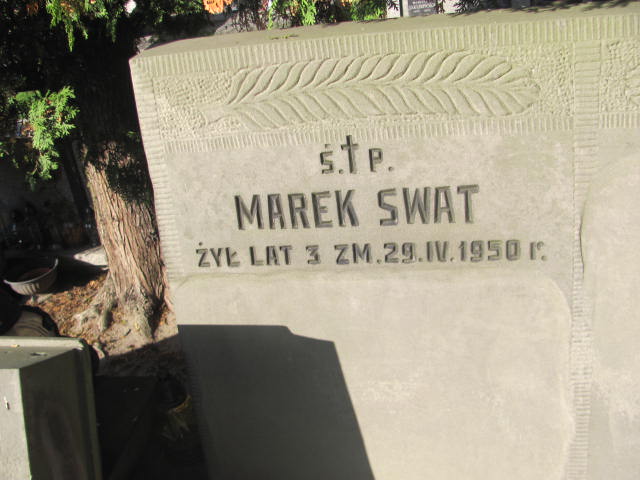 Ś. † P.
MAREK SWAT
ŻYŁ LAT 3 ZM.29.IV.1950 r.